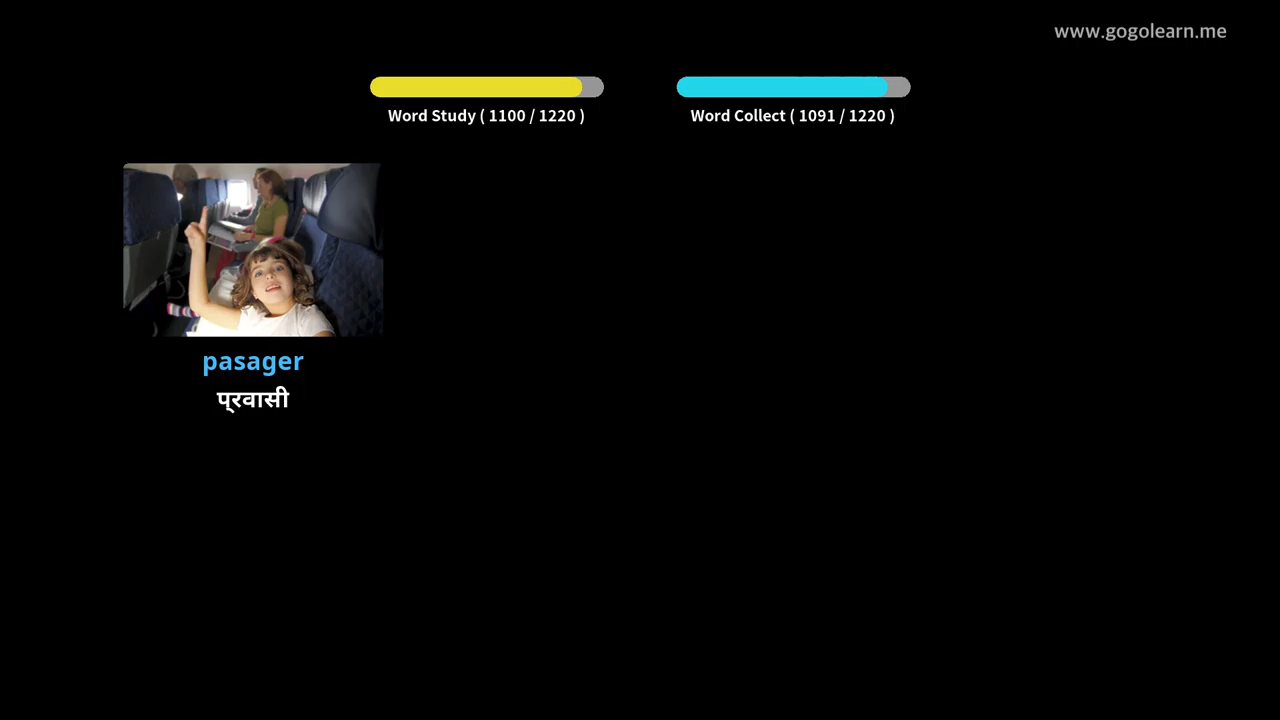 www.gogolearn.me
Word Study ( 1100 / 1220 )
Word Collect ( 1091 / 1220 )
pasager
प्रवासी